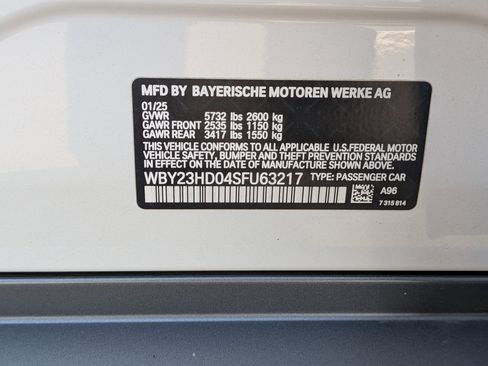 MFD BY BAYERISCHE MOTOREN WERKE AG
01/25
GVWR 5732 lbs 2600 kg
GAWR FRONT 2535 lbs 1150 kg
GAWR REAR 3417 lbs 1550 kg
THIS VEHICLE CONFORMS TO ALL APPLICABLE U.S.FEDERAL MOTOR
VEHICLE SAFETY, BUMPER, AND THEFT PREVENTION
STANDARDS IN EFFECT ON THE DATE OF MANUFACTURE SHOWN ABOVE.
WBY23HD04SFU63217 TYPE: PASSENGER CAR
A96
7 315 814